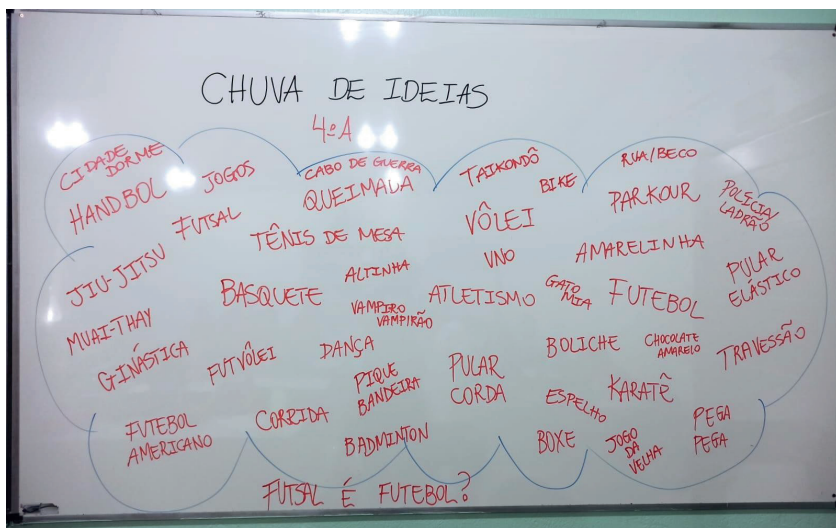 CHUVA DE IDEIAS
4º A
CIDADE
DORME
HANDBOL
JOGOS
FUTSAL
CABO DE GUERRA
QUEIMADA
TAIKONDÔ
BIKE
RUA/BECO
PARKOUR
POLÍCIA/
LADRÃO
TÊNIS DE MESA
VÔLEI
UNO
AMARELINHA
JIU-JITSU
BASQUETE
ALTINHA
VAMPIRO
VAMPIRÃO
ATLETISMO
GATO
MIA
FUTEBOL
PULAR
ELÁSTICO
MUAI-THAY
GINÁSTICA
FUTVÔLEI
DANÇA
PIQUE
BANDEIRA
PULAR
CORDA
BOLICHE
CHOCOLATE
AMARELO
TRAVESSÃO
ESPELHO
KARATÊ
FUTEBOL
AMERICANO
CORRIDA
BADMINTON
BOXE
JOGO
DA
VELHA
PEGA
PEGA
FUTSAL É FUTEBOL?